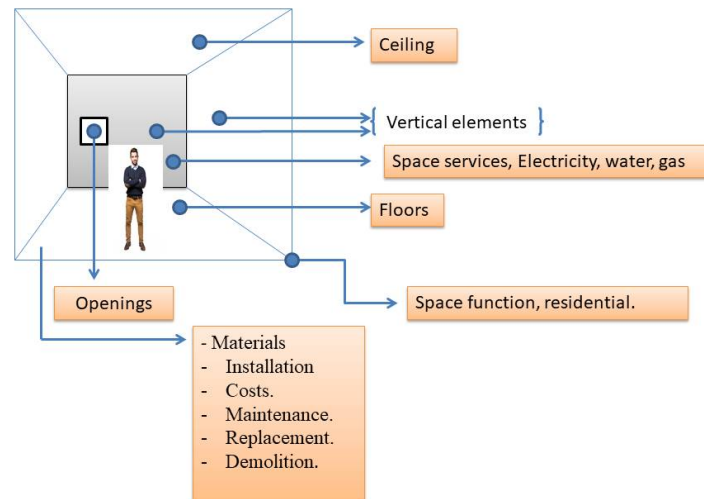 Ceiling
Vertical elements
Space services, Electricity, water, gas
Floors
Openings
Space function, residential.
- Materials
- Installation
- Costs.
- Maintenance.
- Replacement.
- Demolition.